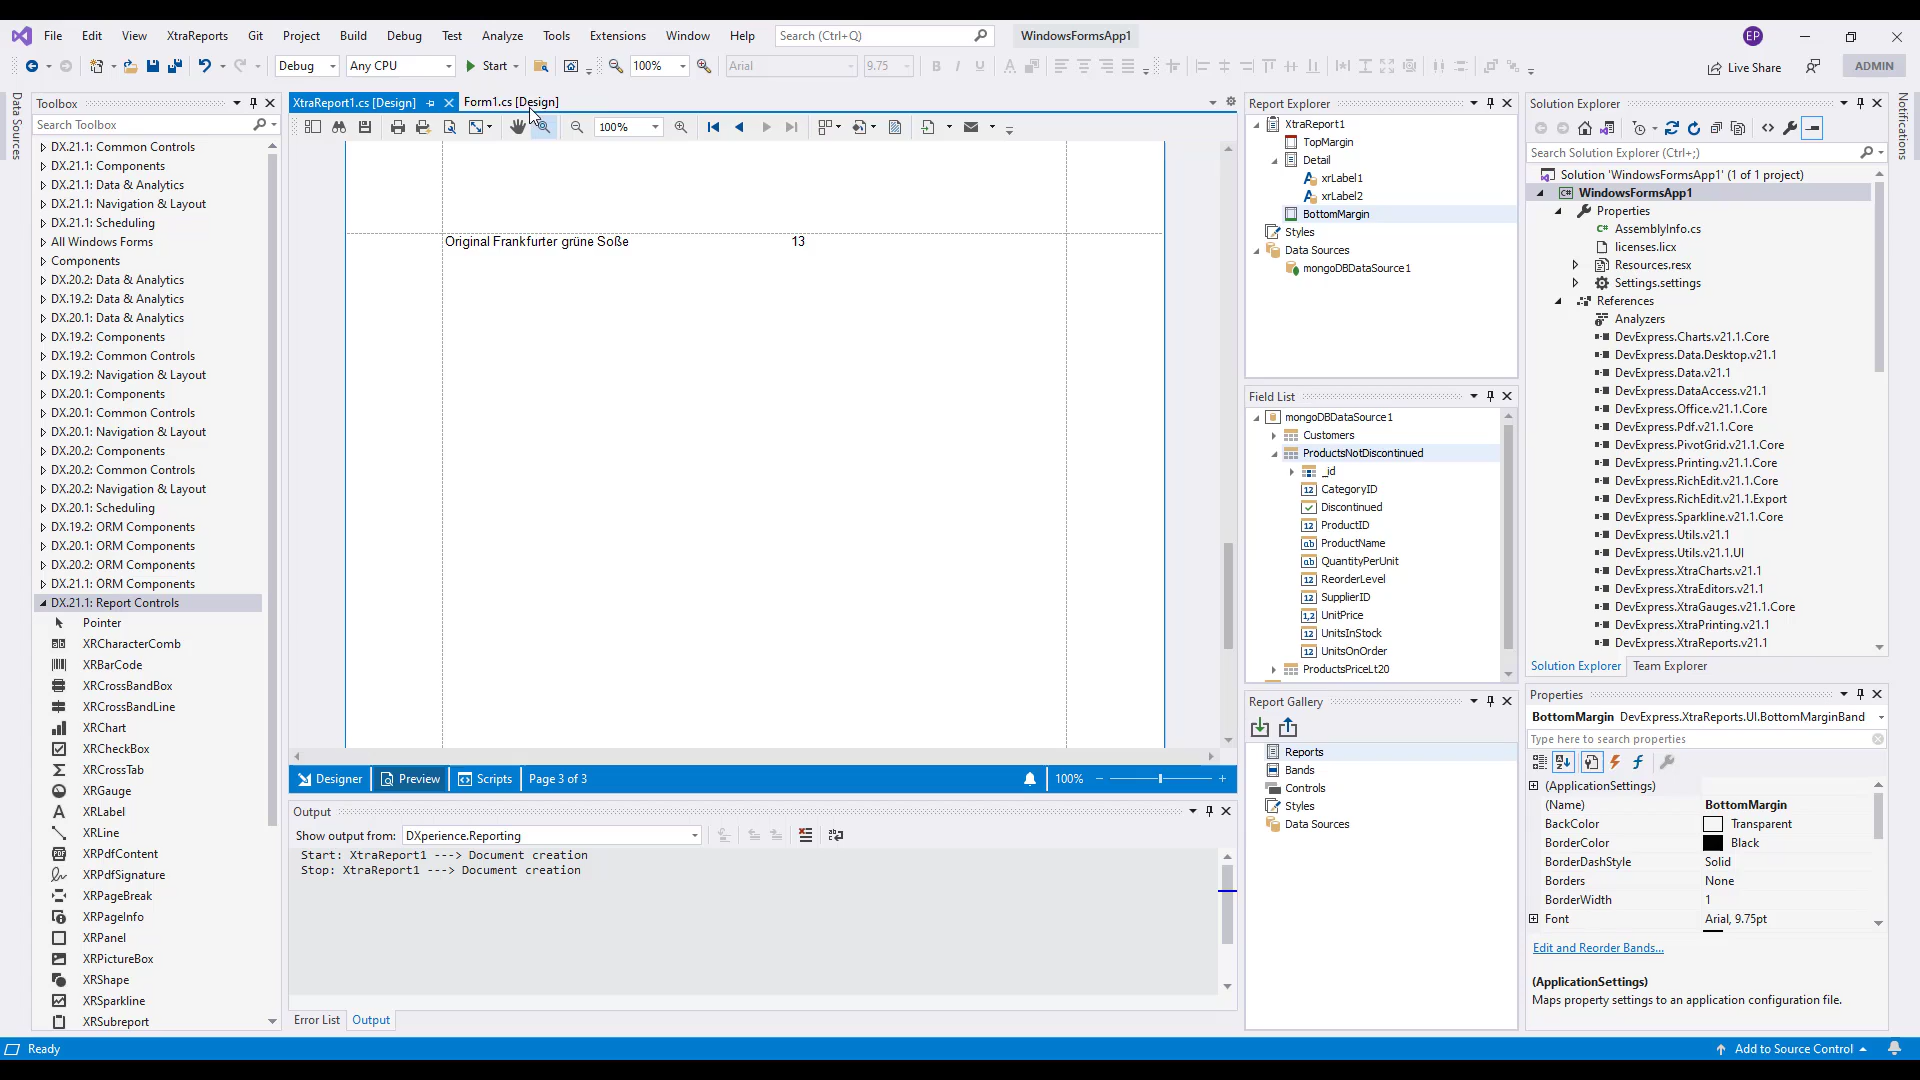 File Edit View XtraReports Git Project Build Debug Test Analyze Tools Extensions Window Help Search (Ctrl+Q) WindowsFormsApp1 EP
Debug Any CPU Start 100% Arial 9.75 B I U Live Share ADMIN
Data Sources
Toolbox
Search Toolbox
DX.21.1: Common Controls
DX.21.1: Components
DX.21.1: Data & Analytics
DX.21.1: Navigation & Layout
DX.21.1: Scheduling
All Windows Forms
Components
DX.20.2: Data & Analytics
DX.19.2: Data & Analytics
DX.20.1: Data & Analytics
DX.19.2: Components
DX.19.2: Common Controls
DX.19.2: Navigation & Layout
DX.20.1: Components
DX.20.1: Common Controls
DX.20.1: Navigation & Layout
DX.20.2: Components
DX.20.2: Common Controls
DX.20.2: Navigation & Layout
DX.20.1: Scheduling
DX.19.2: ORM Components
DX.20.1: ORM Components
DX.20.2: ORM Components
DX.21.1: ORM Components
DX.21.1: Report Controls
Pointer
XRCharacterComb
XRBarCode
XRCrossBandBox
XRCrossBandLine
XRChart
XRCheckBox
XRCrossTab
XRGauge
XRLabel
XRLine
XRPdfContent
XRPdfSignature
XRPageBreak
XRPageInfo
XRPanel
XRPictureBox
XRShape
XRSparkline
XRSubreport
XtraReport1.cs [Design] Form1.cs [Design]
100%
Original Frankfurter grüne Soße 13
Designer Preview Scripts Page 3 of 3 100%
Output
Show output from: DXperience.Reporting
Start: XtraReport1 ---> Document creation
Stop: XtraReport1 ---> Document creation
Error List Output
Report Explorer
XtraReport1
TopMargin
Detail
xrLabel1
xrLabel2
BottomMargin
Styles
Data Sources
mongoDBDataSource1
Field List
mongoDBDataSource1
Customers
ProductsNotDiscontinued
_id
CategoryID
Discontinued
ProductID
ProductName
QuantityPerUnit
ReorderLevel
SupplierID
UnitPrice
UnitsInStock
UnitsOnOrder
ProductsPriceLt20
Report Gallery
Reports
Bands
Controls
Styles
Data Sources
Solution Explorer
Search Solution Explorer (Ctrl+;)
Solution 'WindowsFormsApp1' (1 of 1 project)
WindowsFormsApp1
Properties
AssemblyInfo.cs
licenses.licx
Resources.resx
Settings.settings
References
Analyzers
DevExpress.Charts.v21.1.Core
DevExpress.Data.Desktop.v21.1
DevExpress.Data.v21.1
DevExpress.DataAccess.v21.1
DevExpress.Office.v21.1.Core
DevExpress.Pdf.v21.1.Core
DevExpress.PivotGrid.v21.1.Core
DevExpress.Printing.v21.1.Core
DevExpress.RichEdit.v21.1.Core
DevExpress.RichEdit.v21.1.Export
DevExpress.Sparkline.v21.1.Core
DevExpress.Utils.v21.1
DevExpress.Utils.v21.1.UI
DevExpress.XtraCharts.v21.1
DevExpress.XtraEditors.v21.1
DevExpress.XtraGauges.v21.1.Core
DevExpress.XtraPrinting.v21.1
DevExpress.XtraReports.v21.1
Solution Explorer Team Explorer
Properties
BottomMargin DevExpress.XtraReports.UI.BottomMarginBand
Type here to search properties
(ApplicationSettings)
(Name) BottomMargin
BackColor Transparent
BorderColor Black
BorderDashStyle Solid
Borders None
BorderWidth 1
Font Arial, 9.75pt
Edit and Reorder Bands...
(ApplicationSettings)
Maps property settings to an application configuration file.
Notifications
Ready Add to Source Control